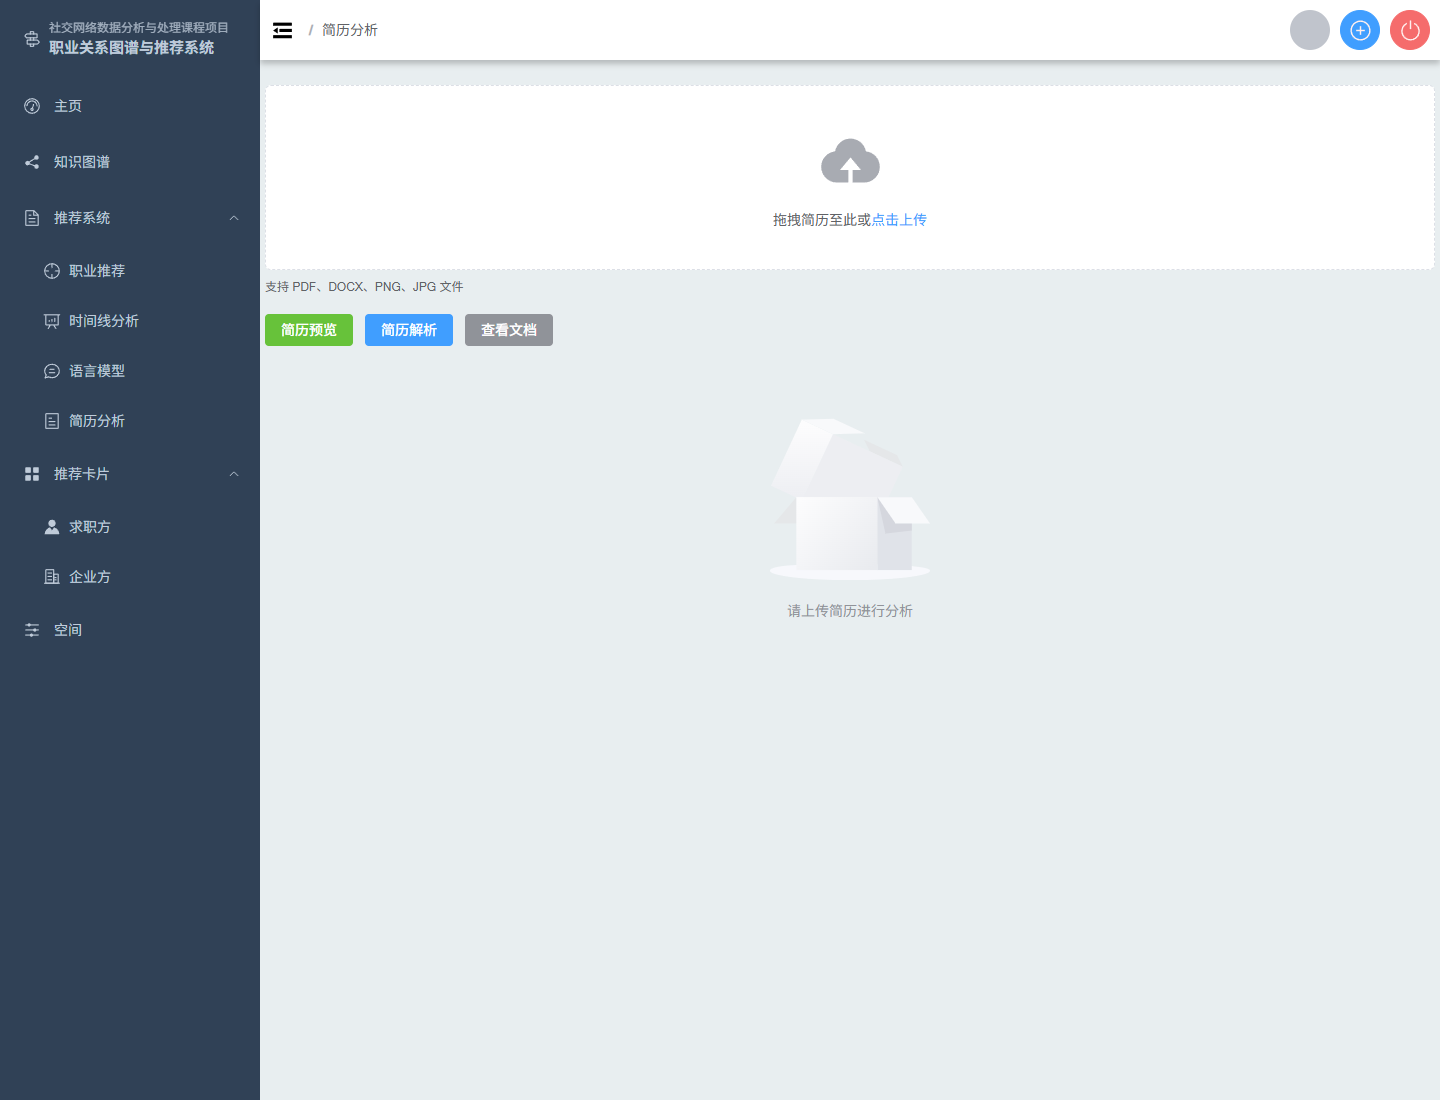 社交网络数据分析与处理课程项目
职业关系图谱与推荐系统
主页
知识图谱
推荐系统
职业推荐
时间线分析
语言模型
简历分析
推荐卡片
求职方
企业方
空间
/ 简历分析
拖拽简历至此或点击上传
支持 PDF、DOCX、PNG、JPG 文件
简历预览 简历解析 查看文档
请上传简历进行分析